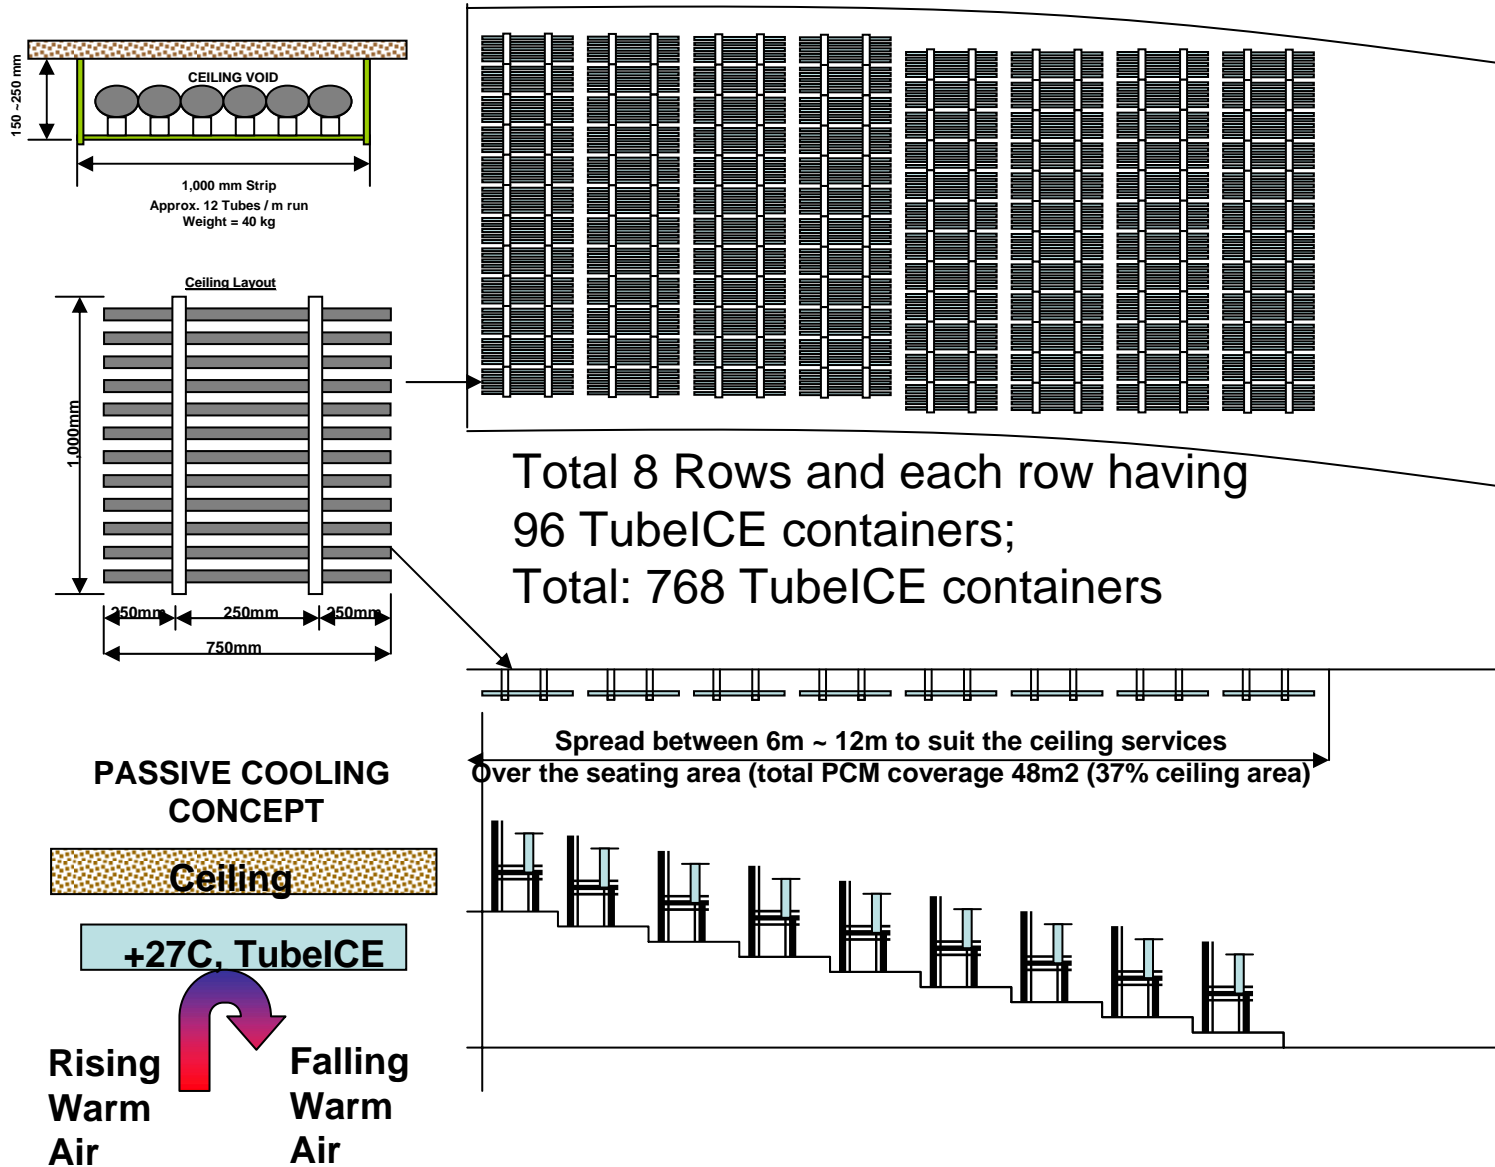 CEILING VOID
150 ~250 mm
1,000 mm Strip
Approx. 12 Tubes / m run
Weight = 40 kg
Ceiling Layout
1,000mm
250mm
250mm
250mm
750mm
Total 8 Rows and each row having
96 TubeICE containers;
Total: 768 TubeICE containers
Spread between 6m ~ 12m to suit the ceiling services
Over the seating area (total PCM coverage 48m2 (37% ceiling area)
PASSIVE COOLING
CONCEPT
Ceiling
+27C, TubeICE
Rising
Warm
Air
Falling
Warm
Air